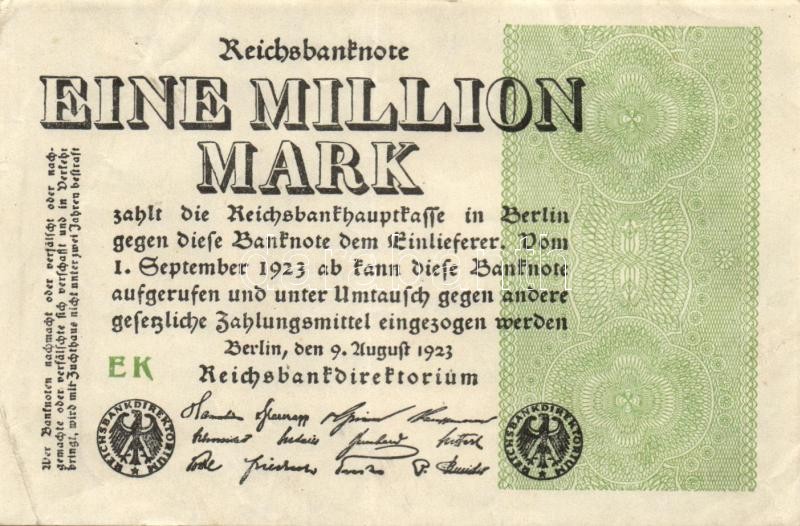 Reichsbanknote
EINE MILLION
MARK
zahlt die Reichsbankhauptkasse in Berlin
gegen diese Banknote dem Einlieferer. Vom
1. September 1923 ab kann diese Banknote
aufgerufen und unter Umtausch gegen andere
gesetzliche Zahlungsmittel eingezogen werden
Berlin, den 9. August 1923
Reichsbankdirektorium
EK
Wer Banknoten nachmacht oder verfälscht oder nach-
gemachte oder verfälschte sich verschafft und in Verkehr
bringt, wird mit Zuchthaus nicht unter zwei Jahren bestraft
REICHSBANKDIREKTORIUM
REICHSBANKDIREKTORIUM